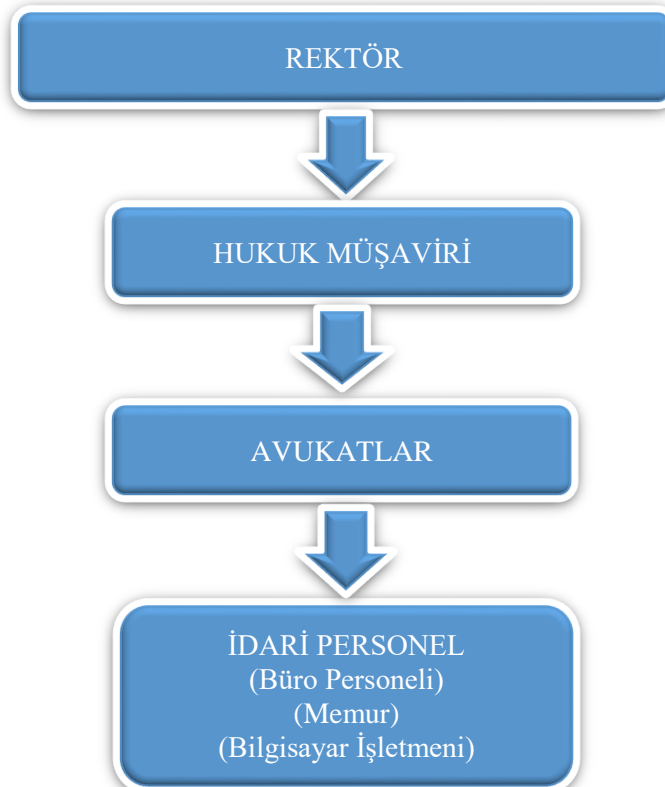 REKTÖR
HUKUK MÜŞAVİRİ
AVUKATLAR
İDARİ PERSONEL
(Büro Personeli)
(Memur)
(Bilgisayar İşletmeni)